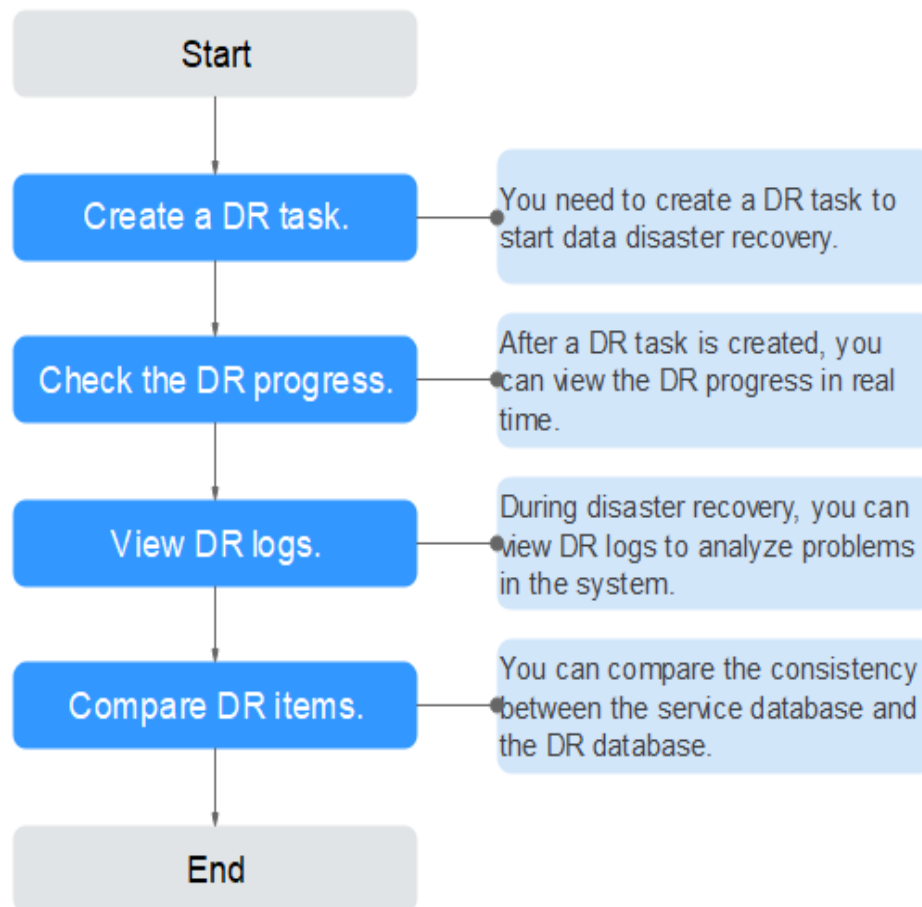 Start
Create a DR task.
You need to create a DR task to
start data disaster recovery.
Check the DR progress.
After a DR task is created, you
can view the DR progress in real
time.
View DR logs.
During disaster recovery, you can
view DR logs to analyze problems
in the system.
Compare DR items.
You can compare the consistency
between the service database and
the DR database.
End